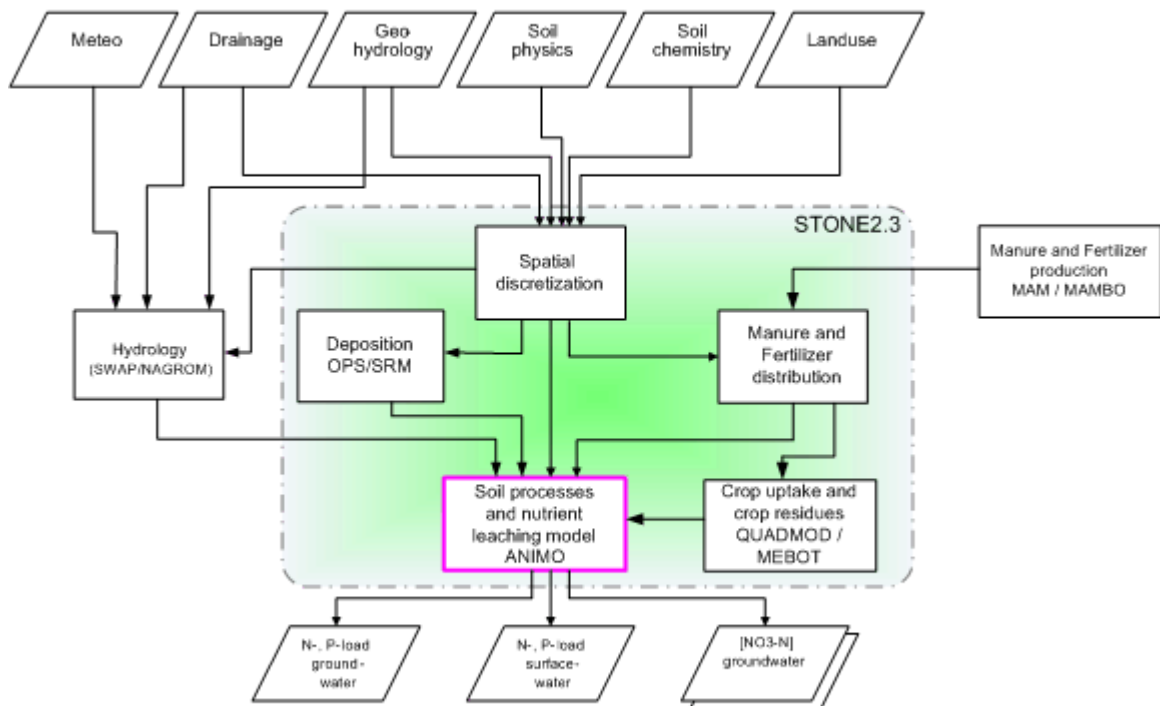 Meteo
Drainage
Geo
hydrology
Soil
physics
Soil
chemistry
Landuse
STONE2.3
Spatial
discretization
Manure and Fertilizer
production
MAM / MAMBO
Hydrology
(SWAP/NAGROM)
Deposition
OPS/SRM
Manure and
Fertilizer
distribution
Soil processes
and nutrient
leaching model
ANIMO
Crop uptake and
crop residues
QUADMOD /
MEBOT
N-, P-load
ground-
water
N-, P-load
surface-
water
[NO3-N]
groundwater